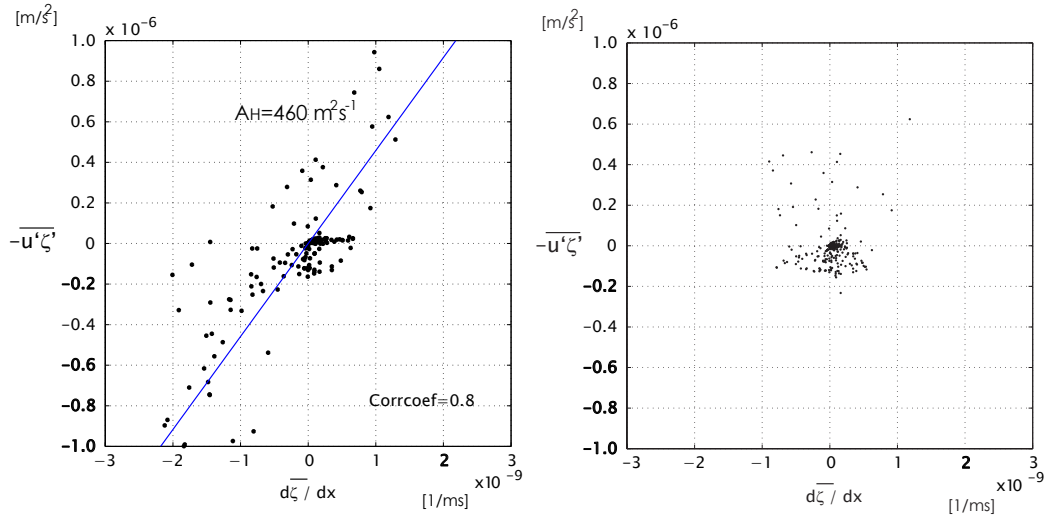 [m/s²]
x 10⁻⁶
1.0
0.8
0.6
0.4
0.2
0
−0.2
−0.4
−0.6
−0.8
−1.0
−u‘ζ’
AH=460 m²s⁻¹
Corrcoef=0.8
−3 −2 −1 0 1 2 3
x10⁻⁹
dζ / dx
[1/ms]
[m/s²]
x 10⁻⁶
1.0
0.8
0.6
0.4
0.2
0
−0.2
−0.4
−0.6
−0.8
−1.0
−u‘ζ’
−3 −2 −1 0 1 2 3
x10⁻⁹
dζ / dx
[1/ms]